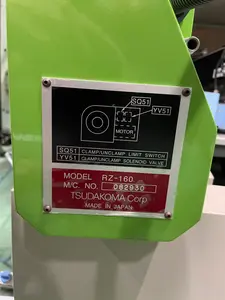 SQ51
YV51
MOTOR
SQ51 CLAMP/UNCLAMP LIMIT SWITCH
YV51 CLAMP/UNCLAMP SOLENOID VALVE
MODEL RZ-160
M/C. NO. 082930
TSUDAKOMA Corp
MADE IN JAPAN